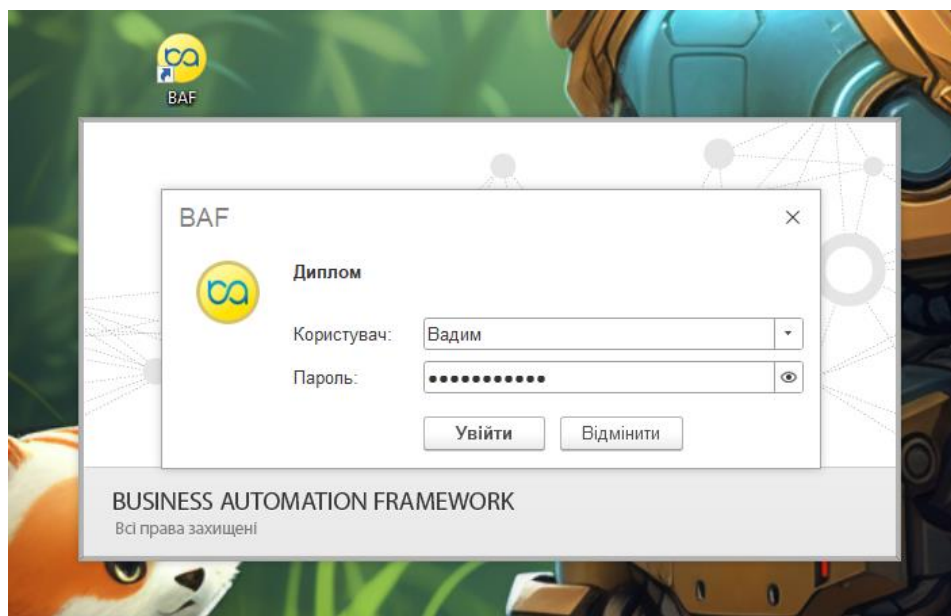 BAF
BAF
Диплом
Користувач: Вадим
Пароль: •••••••••••
Увійти Відмінити
BUSINESS AUTOMATION FRAMEWORK
Всі права захищені